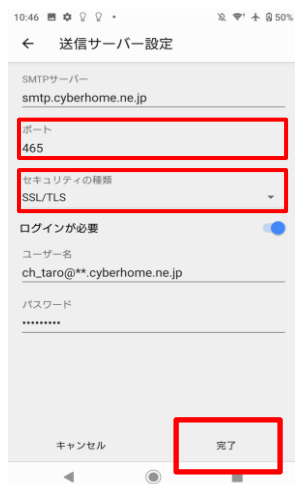 10:46 50%
送信サーバー設定
SMTPサーバー
smtp.cyberhome.ne.jp
ポート
465
セキュリティの種類
SSL/TLS
ログインが必要
ユーザー名
ch_taro@**.cyberhome.ne.jp
パスワード
•••••••••
キャンセル 完了